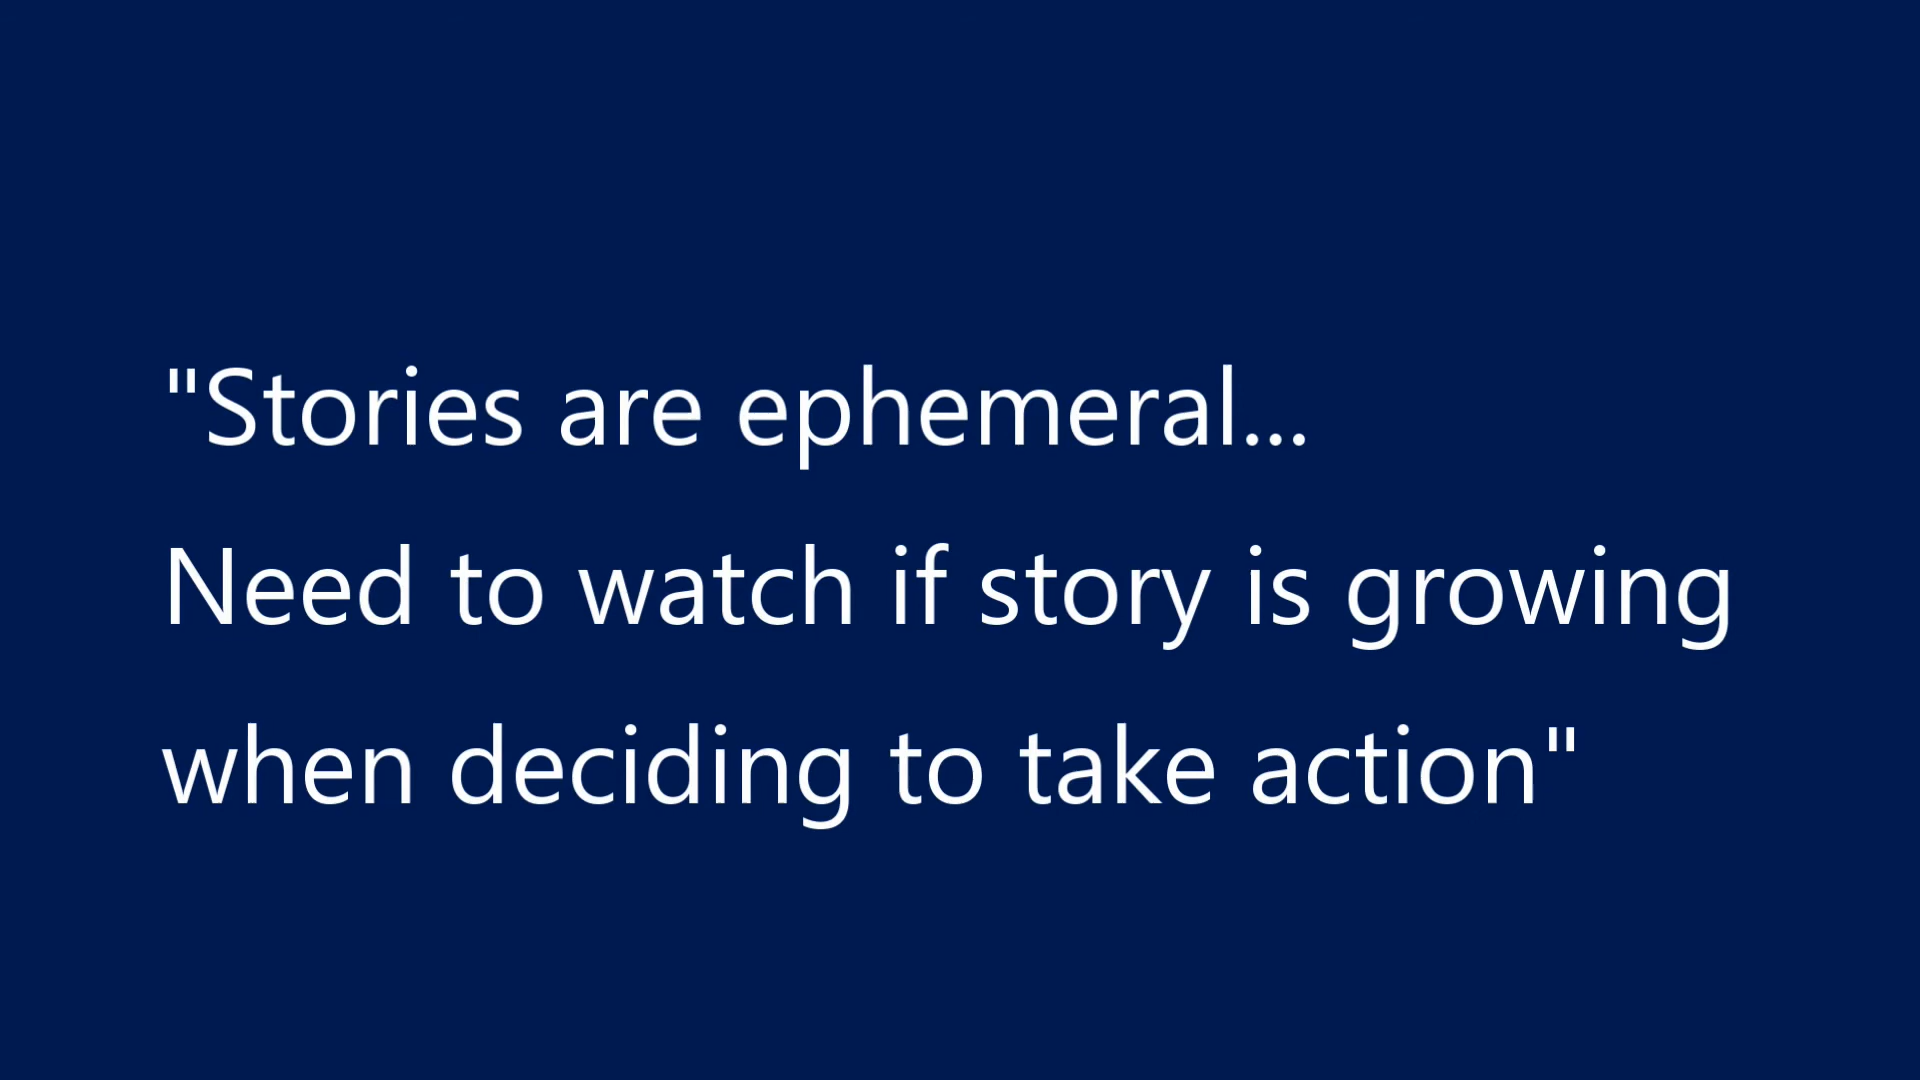 "Stories are ephemeral...
Need to watch if story is growing
when deciding to take action"